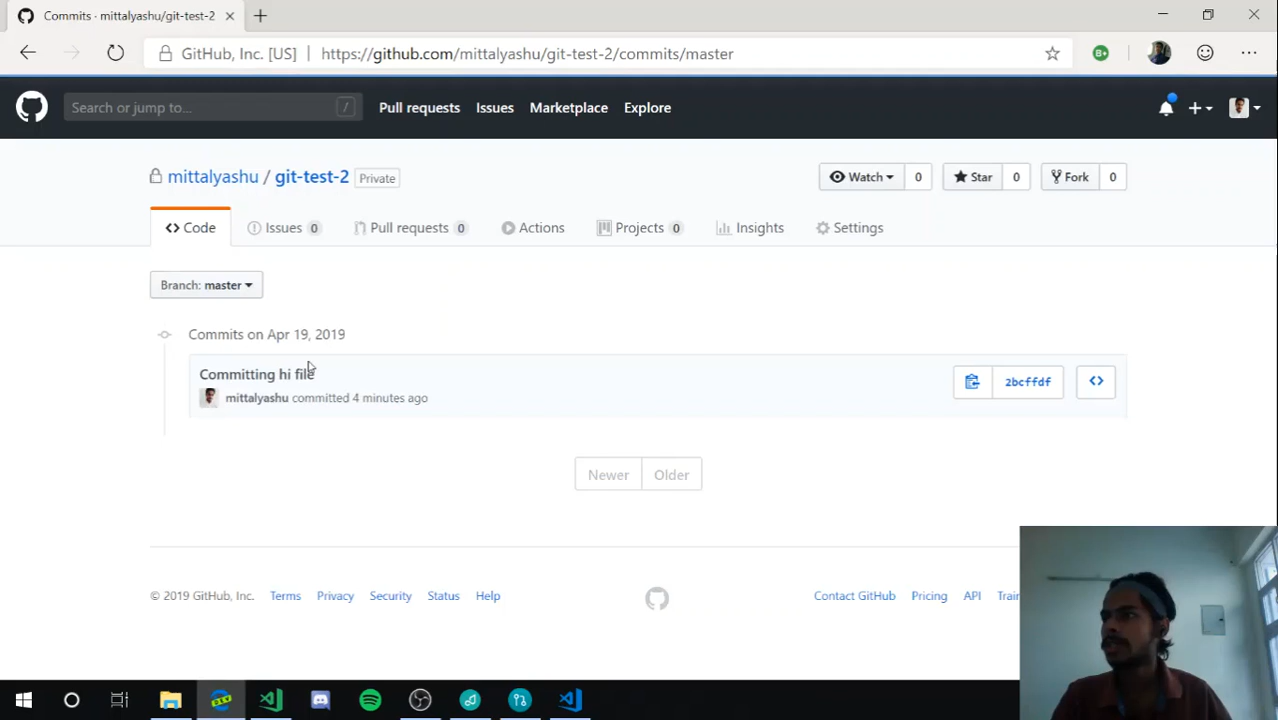 Commits · mittalyashu/git-test-2
GitHub, Inc. [US] | https://github.com/mittalyashu/git-test-2/commits/master
Search or jump to... /
Pull requests Issues Marketplace Explore
mittalyashu / git-test-2 Private
Watch 0 Star 0 Fork 0
<> Code Issues 0 Pull requests 0 Actions Projects 0 Insights Settings
Branch: master
Commits on Apr 19, 2019
Committing hi file
mittalyashu committed 4 minutes ago
2bcffdf
Newer Older
© 2019 GitHub, Inc. Terms Privacy Security Status Help
Contact GitHub Pricing API